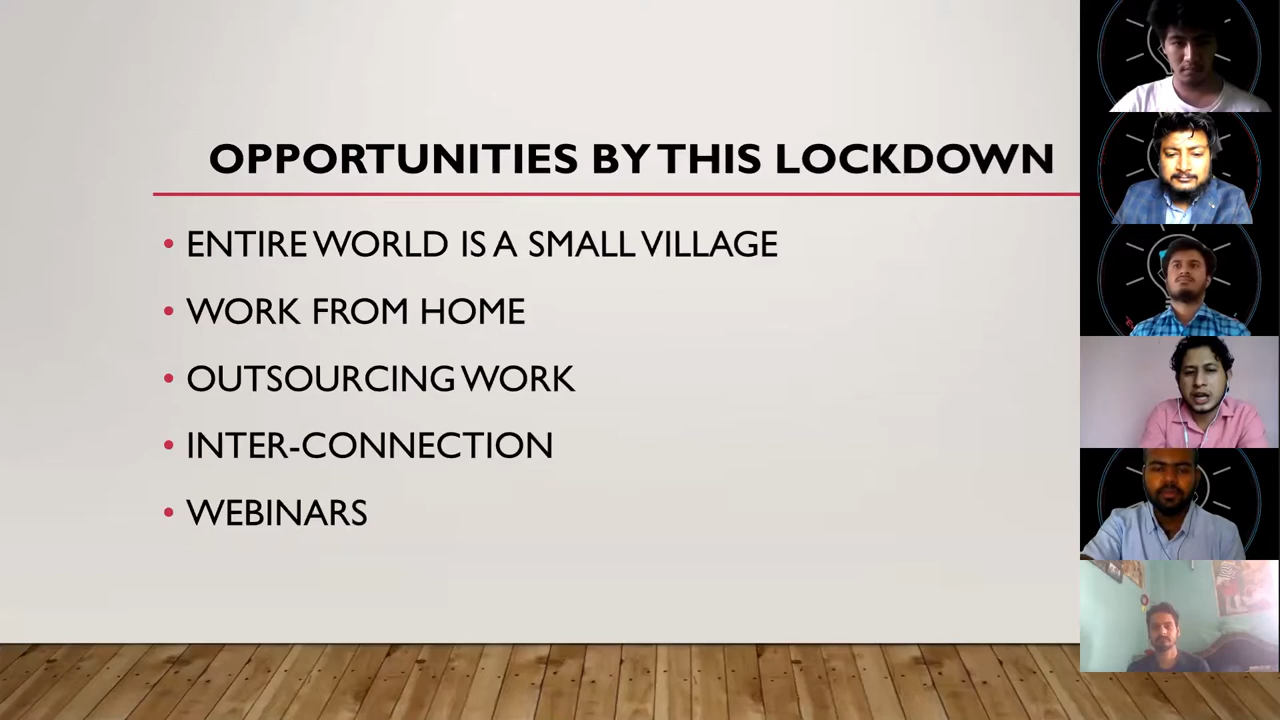 OPPORTUNITIES BY THIS LOCKDOWN
• ENTIRE WORLD IS A SMALL VILLAGE
• WORK FROM HOME
• OUTSOURCING WORK
• INTER-CONNECTION
• WEBINARS